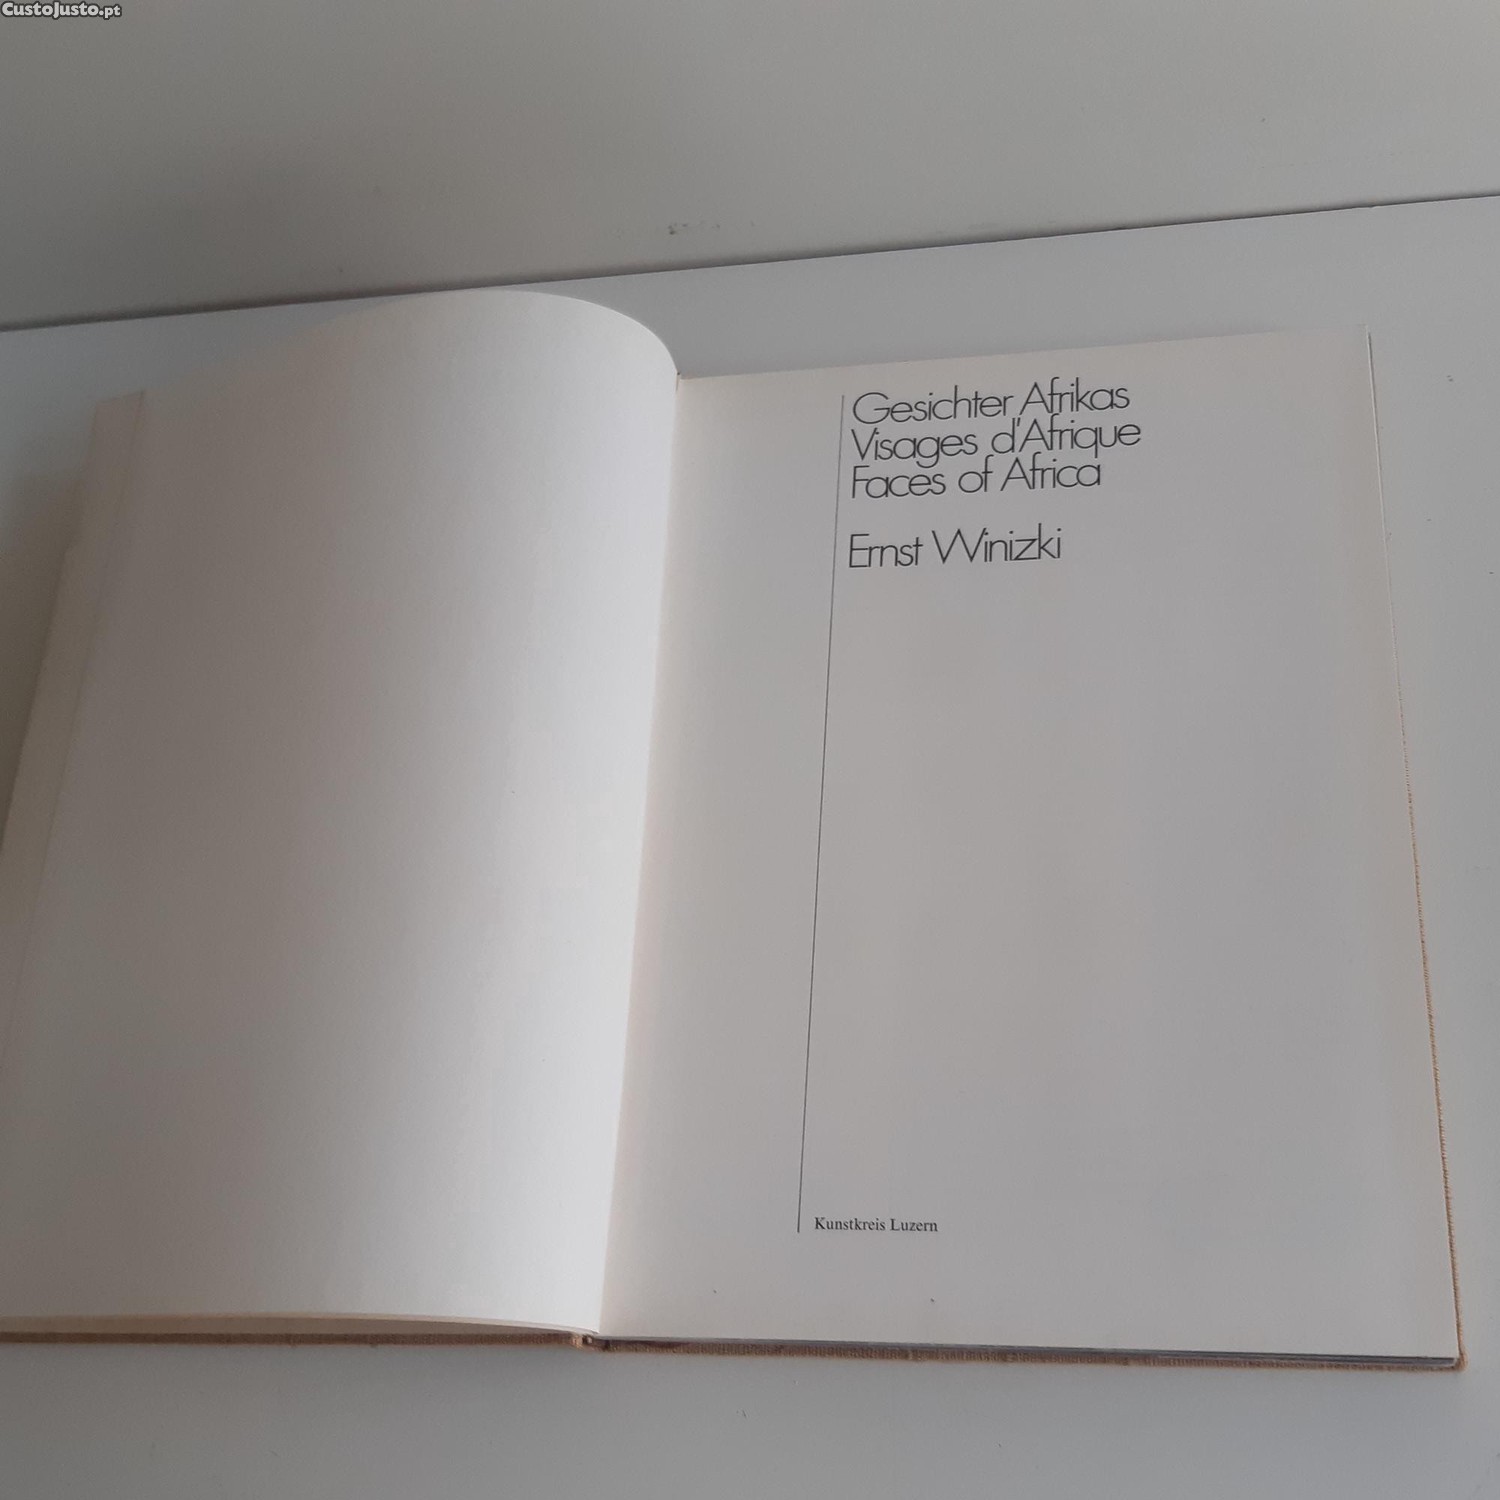 CustoJusto.pt
Gesichter Afrikas
Visages d'Afrique
Faces of Africa
Ernst Winizki
Kunstkreis Luzern